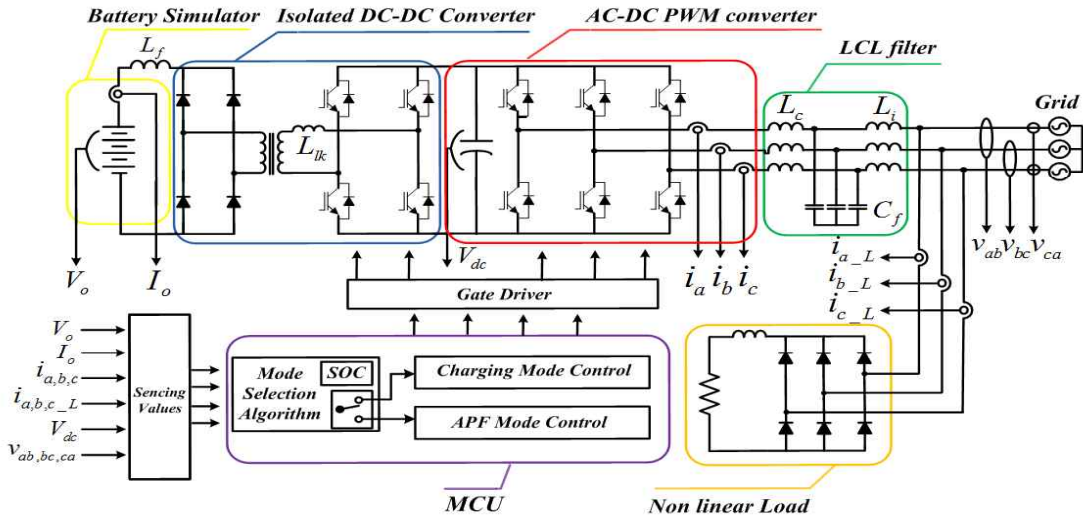 Battery Simulator
Isolated DC-DC Converter
AC-DC PWM converter
LCL filter
L_f
L_c
L_i
Grid
L_lk
C_f
V_o
I_o
V_dc
i_a
i_b
i_c
v_ab
v_bc
v_ca
i_a_L
i_b_L
i_c_L
Gate Driver
V_o
I_o
i_a,b,c
i_a,b,c_L
V_dc
v_ab,bc,ca
Sencing
Values
Mode
Selection
Algorithm
SOC
Charging Mode Control
APF Mode Control
MCU
Non linear Load